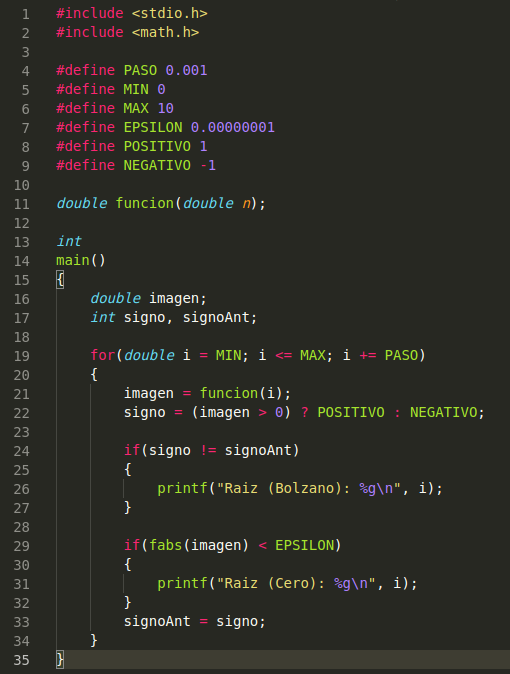 1 #include <stdio.h>
2 #include <math.h>
3
4 #define PASO 0.001
5 #define MIN 0
6 #define MAX 10
7 #define EPSILON 0.00000001
8 #define POSITIVO 1
9 #define NEGATIVO -1
10
11 double funcion(double n);
12
13 int
14 main()
15 {
16     double imagen;
17     int signo, signoAnt;
18
19     for(double i = MIN; i <= MAX; i += PASO)
20     {
21         imagen = funcion(i);
22         signo = (imagen > 0) ? POSITIVO : NEGATIVO;
23
24         if(signo != signoAnt)
25         {
26             printf("Raiz (Bolzano): %g\n", i);
27         }
28
29         if(fabs(imagen) < EPSILON)
30         {
31             printf("Raiz (Cero): %g\n", i);
32         }
33         signoAnt = signo;
34     }
35 }